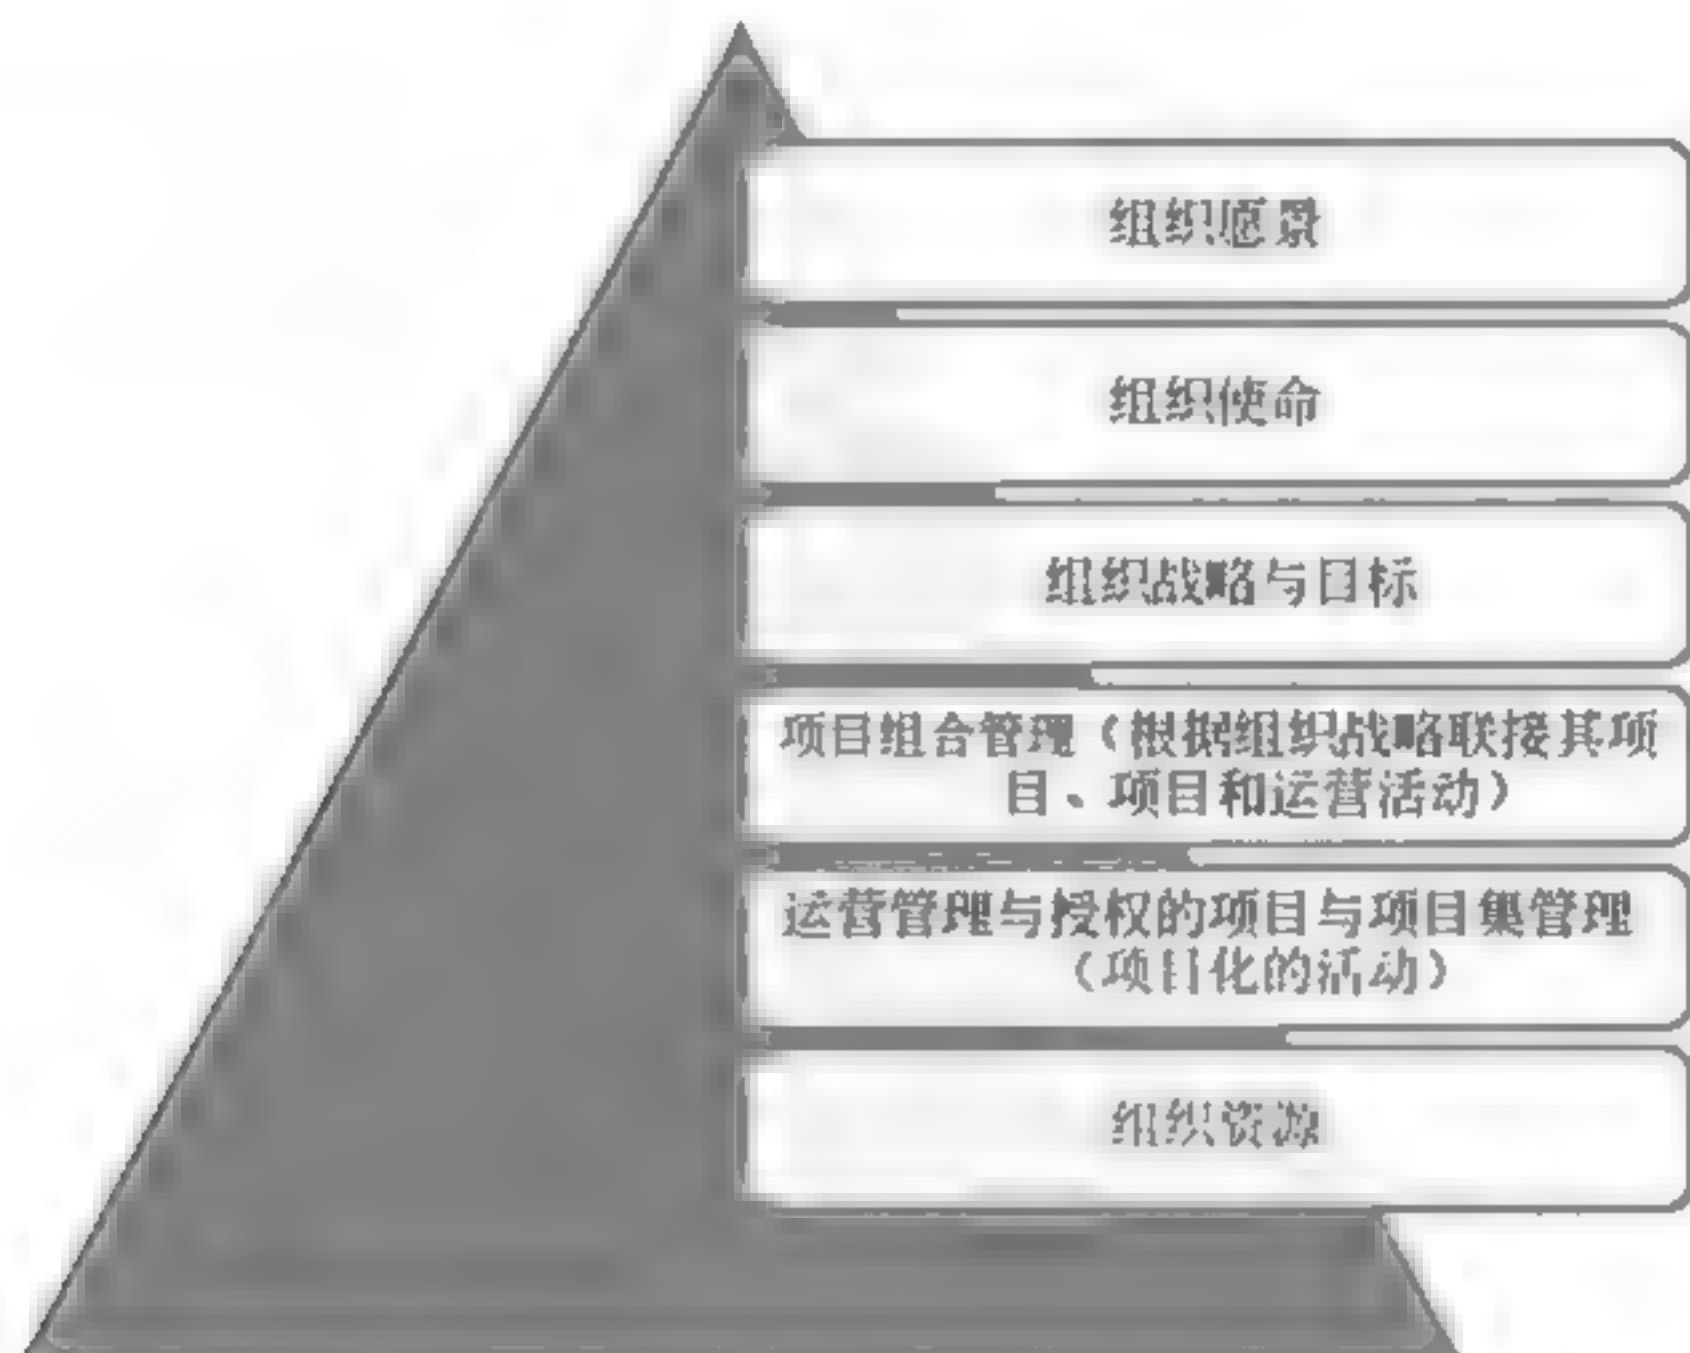 组织愿景
组织使命
组织战略与目标
项目组合管理（根据组织战略联接其项
目、项目和运营活动）
运营管理与授权的项目与项目集管理
（项目化的活动）
组织资源